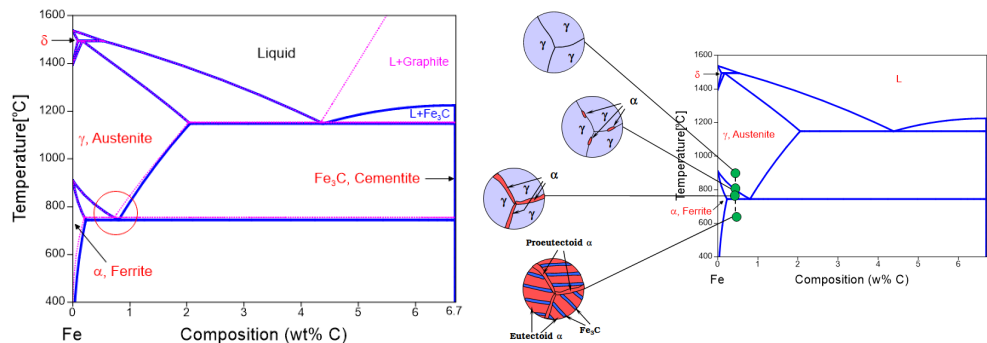 1600
1400
1200
1000
800
600
400
Temperature[°C]
δ
Liquid
L+Graphite
L+Fe₃C
γ, Austenite
Fe₃C, Cementite
α, Ferrite
0
1
2
3
4
5
6
6.7
Fe
Composition (wt% C)
γ
γ
γ
α
γ
γ
γ
α
γ
γ
γ
Proeutectoid α
Eutectoid α
Fe₃C
1600
1400
1200
1000
800
600
400
Temperature[°C]
δ
L
γ, Austenite
α, Ferrite
0
1
2
3
4
5
6
Fe
Composition (w% C)